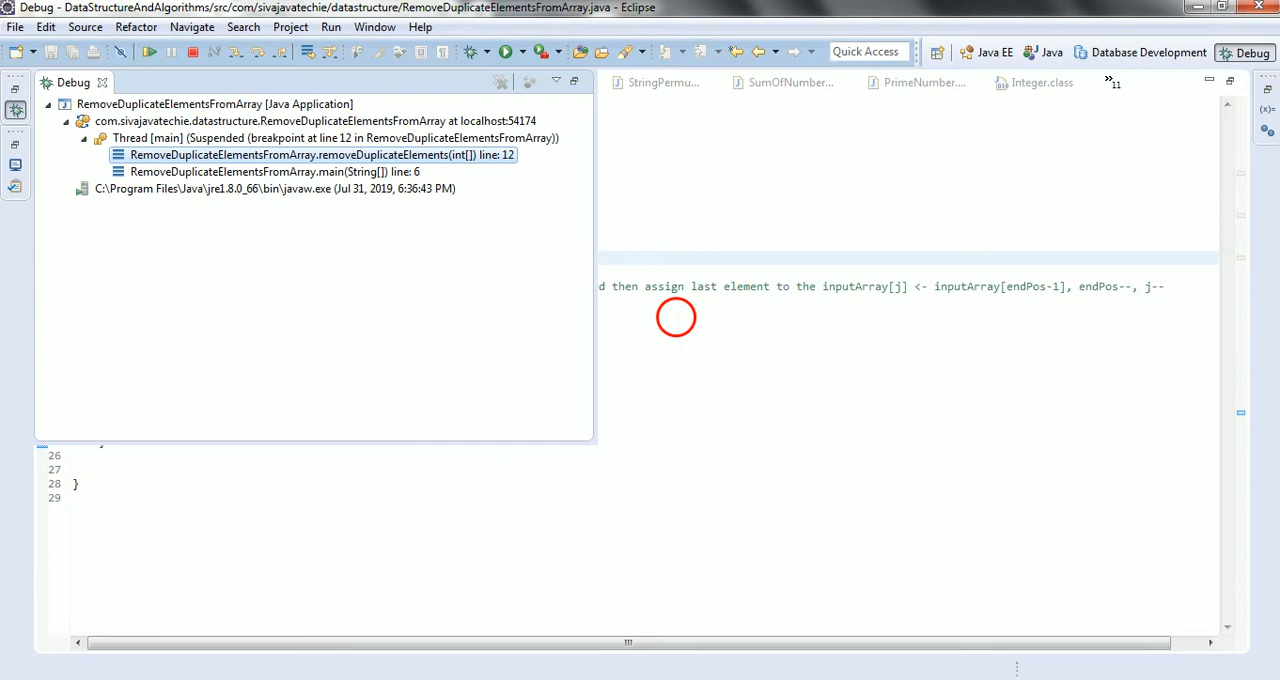 Debug - DataStructureAndAlgorithms/src/com/sivajavatechie/datastructure/RemoveDuplicateElementsFromArray.java - Eclipse
File Edit Source Refactor Navigate Search Project Run Window Help
Quick Access Java EE Java Database Development Debug
Debug StringPermu... SumOfNumber... PrimeNumber.... Integer.class »11
RemoveDuplicateElementsFromArray [Java Application]
com.sivajavatechie.datastructure.RemoveDuplicateElementsFromArray at localhost:54174
Thread [main] (Suspended (breakpoint at line 12 in RemoveDuplicateElementsFromArray))
RemoveDuplicateElementsFromArray.removeDuplicateElements(int[]) line: 12
RemoveDuplicateElementsFromArray.main(String[]) line: 6
C:\Program Files\Java\jre1.8.0_66\bin\javaw.exe (Jul 31, 2019, 6:36:43 PM)
d then assign last element to the inputArray[j] <- inputArray[endPos-1], endPos--, j--
26
27
28 }
29